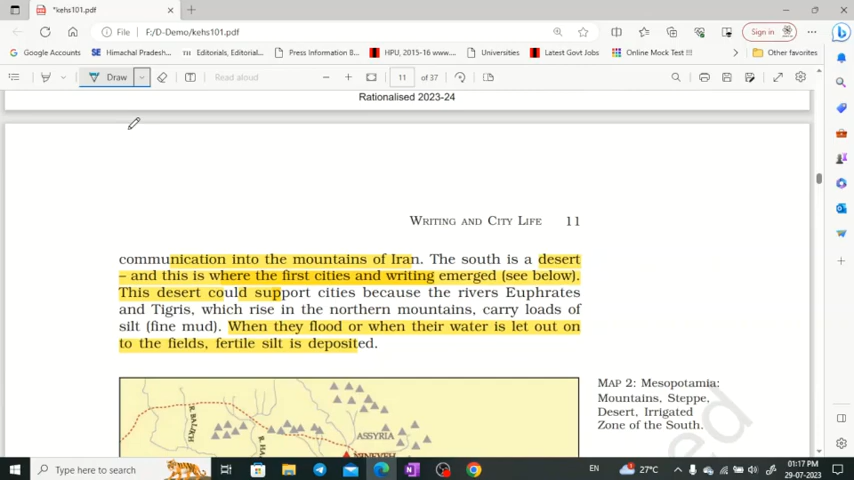 *kehs101.pdf
File
F:/D-Demo/kehs101.pdf
Sign in
Google Accounts
Himachal Pradesh...
Editorials, Editorial...
Press Information B...
HPU, 2015-16 www...
Universities
Latest Govt Jobs
Online Mock Test !!!
Other favorites
Draw
Read aloud
11 of 37
Rationalised 2023-24
WRITING AND CITY LIFE 11
communication into the mountains of Iran. The south is a desert
– and this is where the first cities and writing emerged (see below).
This desert could support cities because the rivers Euphrates
and Tigris, which rise in the northern mountains, carry loads of
silt (fine mud). When they flood or when their water is let out on
to the fields, fertile silt is deposited.
MAP 2: Mesopotamia:
Mountains, Steppe,
Desert, Irrigated
Zone of the South.
R. BALIKH
ASSYRIA
NINEVEH
Type here to search
EN
27°C
01:17 PM
29-07-2023